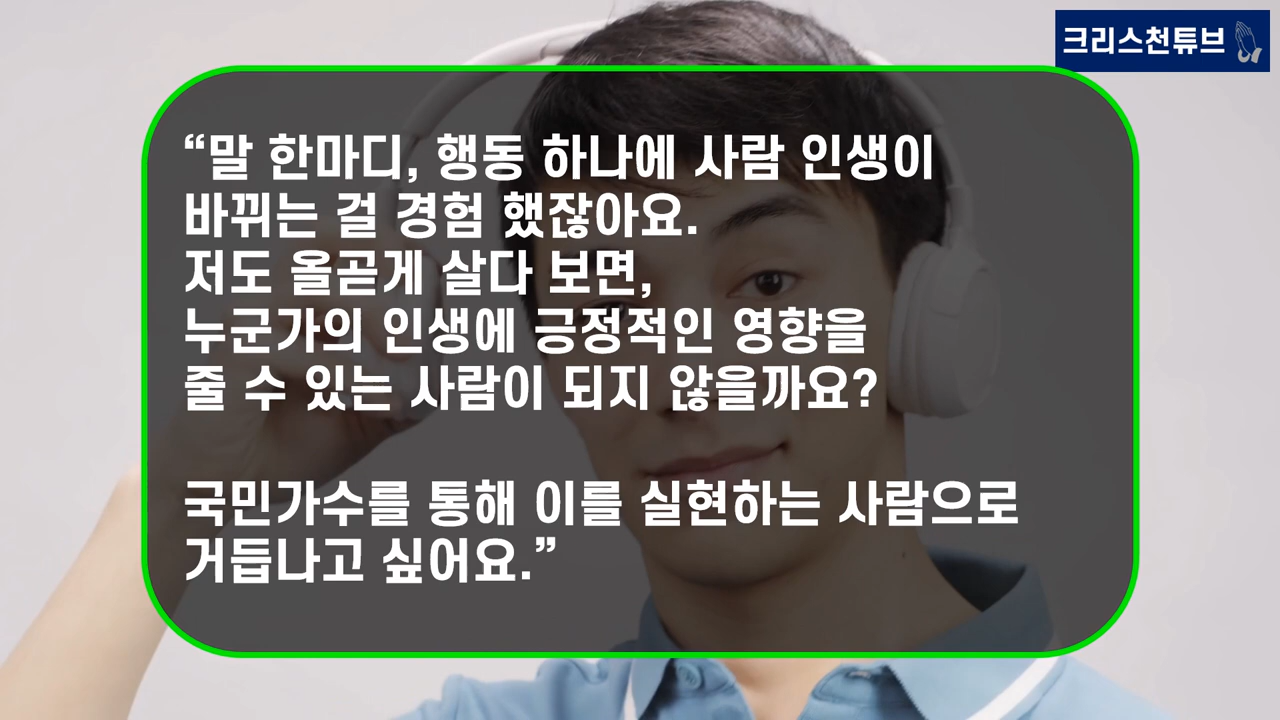 크리스천튜브
“말 한마디, 행동 하나에 사람 인생이
바뀌는 걸 경험 했잖아요.
저도 올곧게 살다 보면,
누군가의 인생에 긍정적인 영향을
줄 수 있는 사람이 되지 않을까요?
국민가수를 통해 이를 실현하는 사람으로
거듭나고 싶어요.”